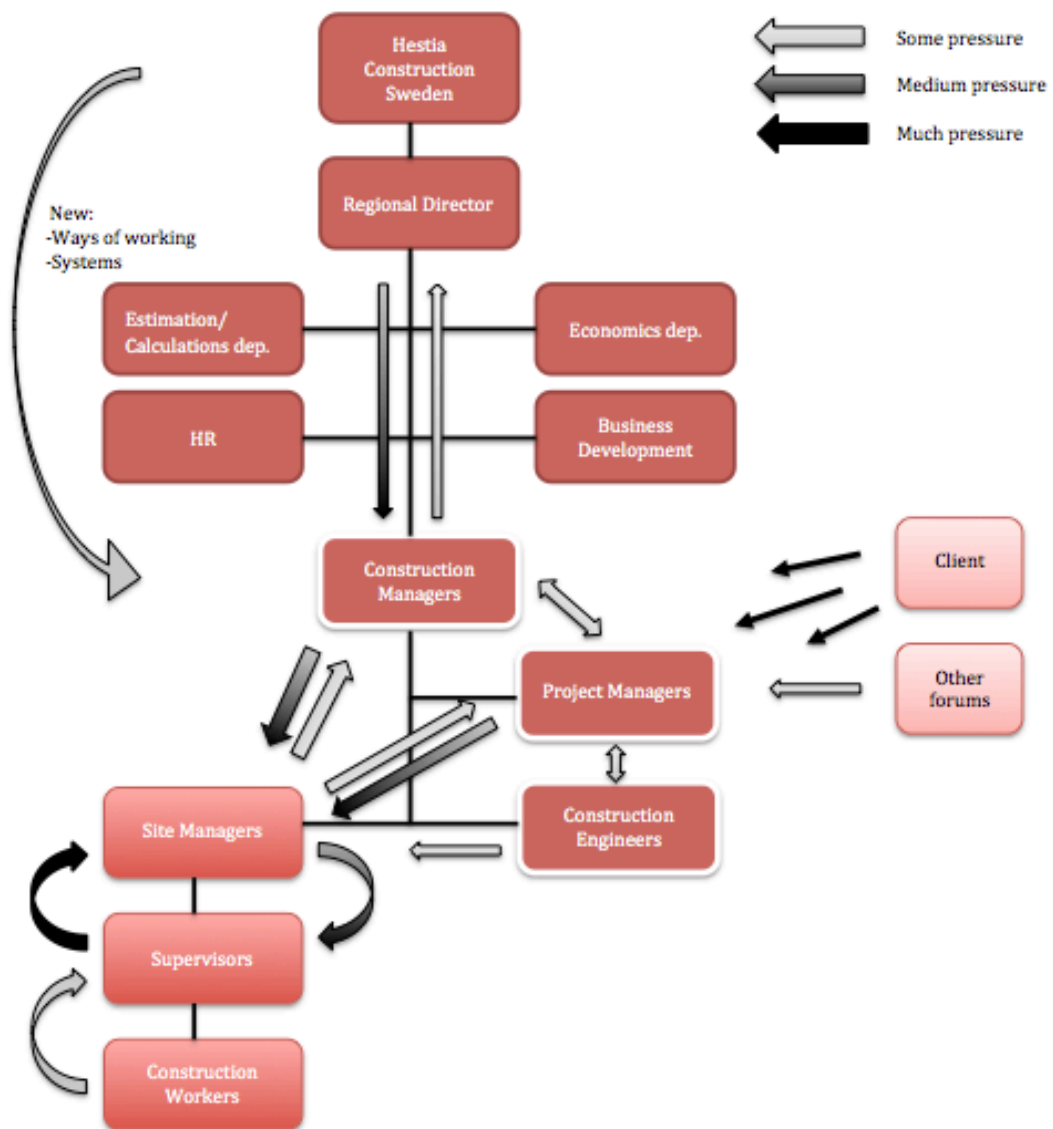 Hestia
Construction
Sweden
Some pressure
Medium pressure
Much pressure
Regional Director
New:
-Ways of working
-Systems
Estimation/
Calculations dep.
Economics dep.
HR
Business
Development
Construction
Managers
Client
Project Managers
Other
forums
Site Managers
Construction
Engineers
Supervisors
Construction
Workers